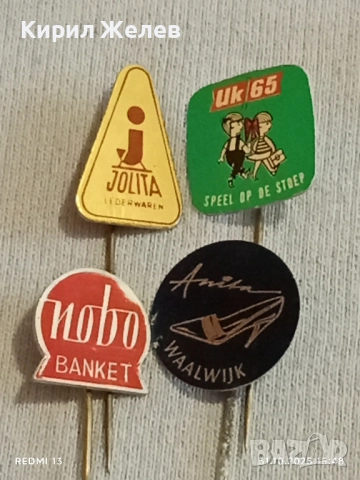 Кирил Желев
i
JOLITA
LEDERWAREN
Uk 65
SPEEL OP DE STOEP
nobo
BANKET
Anita
WAALWIJK
REDMI 13